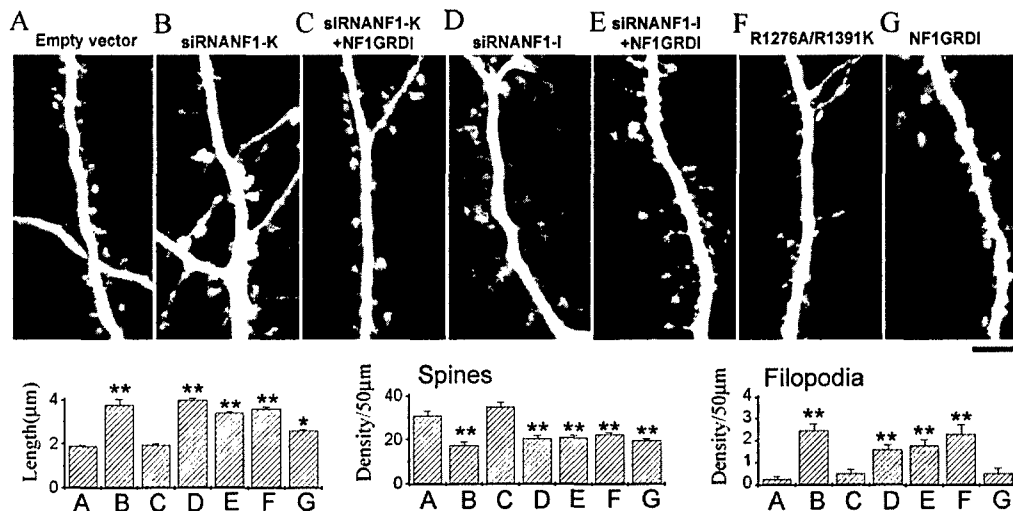 A Empty vector
B siRNANF1-K
C siRNANF1-K +NF1GRDI
D siRNANF1-I
E siRNANF1-I +NF1GRDI
F R1276A/R1391K
G NF1GRDI
Length(μm)
4
2
0
** ** ** ** *
A B C D E F G
Spines
Density/50μm
40
20
0
** ** ** ** **
A B C D E F G
Filopodia
Density/50μm
4
3
2
1
0
** ** ** **
A B C D E F G